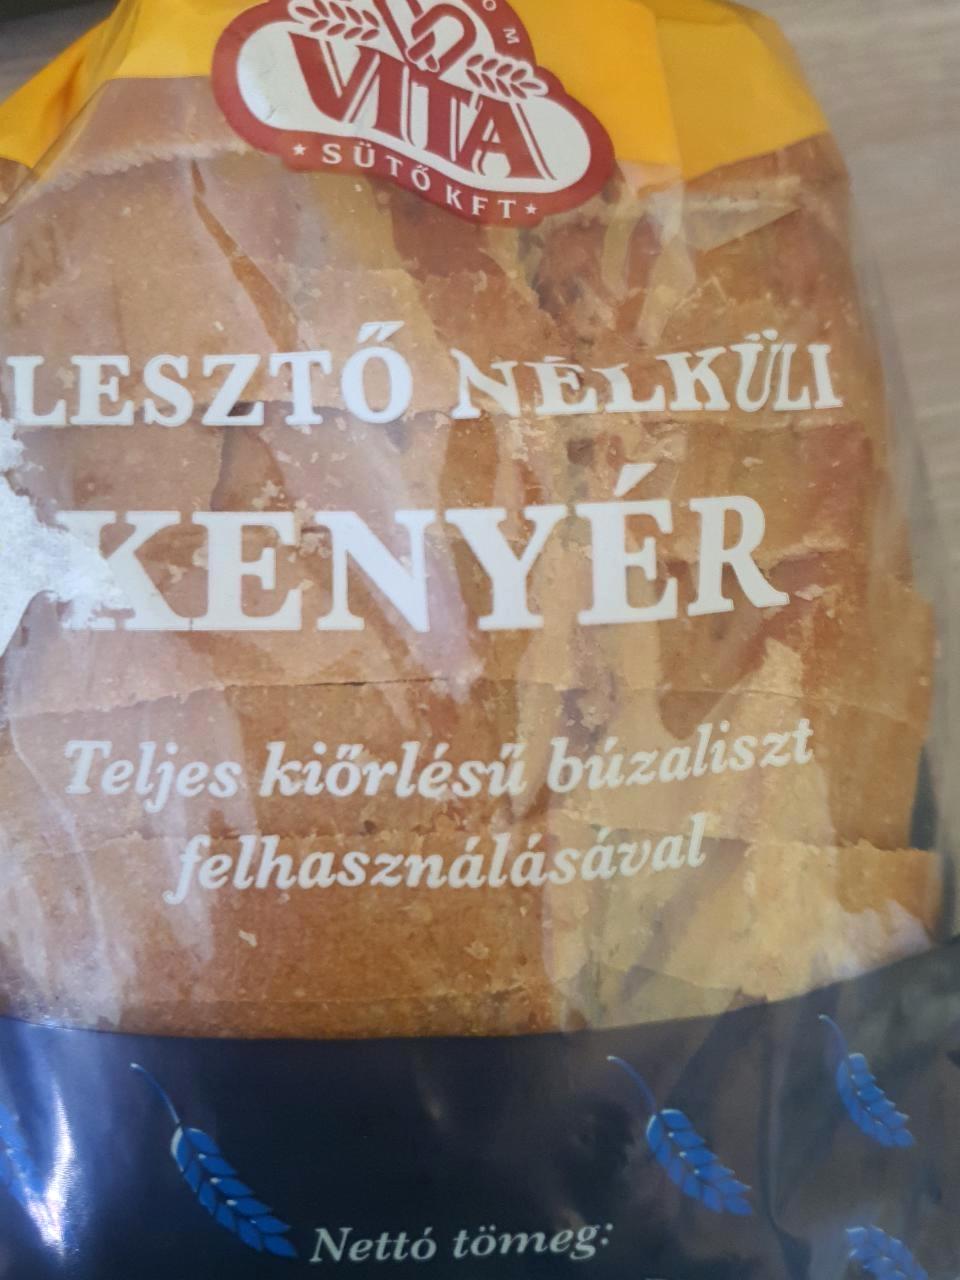 VITA
★ SÜTŐ KFT ★
LESZTŐ NÉLKÜLI
KENYÉR
Teljes kiőrlésű búzaliszt
felhasználásával
Nettó tömeg: